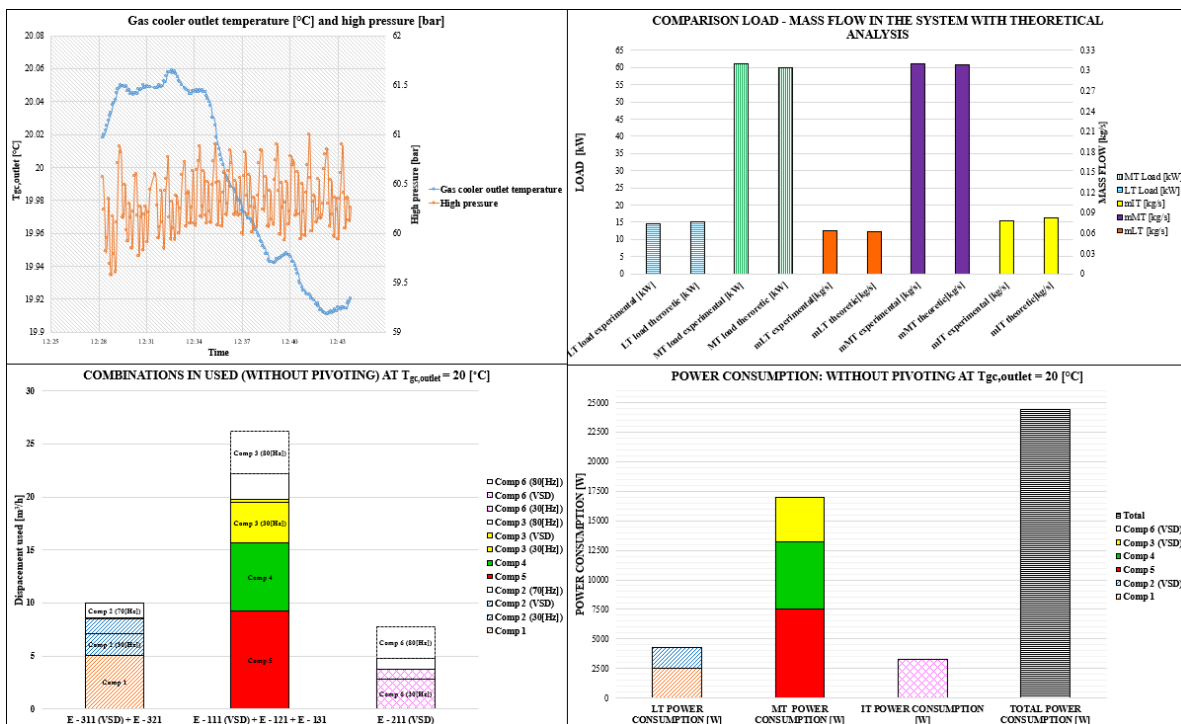 Gas cooler outlet temperature [°C] and high pressure [bar]
20.08
20.06
20.04
20.02
20
19.98
19.96
19.94
19.92
19.9
Tgc,outlet [°C]
62
61.5
61
60.5
60
59.5
59
High pressure [bar]
12:25
12:28
12:31
12:34
12:37
12:40
12:43
Time
Gas cooler outlet temperature
High pressure
COMPARISON LOAD - MASS FLOW IN THE SYSTEM WITH THEORETICAL
ANALYSIS
65
60
55
50
45
40
35
30
25
20
15
10
5
0
LOAD [kW]
0.33
0.3
0.27
0.24
0.21
0.18
0.15
0.12
0.09
0.06
0.03
0
MASS FLOW [kg/s]
LT load experimental [kW]
LT load therоretic [kW]
MT load experimental [kW]
MT load theoretic [kW]
mLT experimental[kg/s]
mLT theoretic[kg/s]
mMT experimental [kg/s]
mMT theoretic[kg/s]
mIT experimental [kg/s]
mIT theoretic[kg/s]
MT Load [kW]
LT Load [kW]
mIT [kg/s]
mMT [kg/s]
mLT [kg/s]
COMBINATIONS IN USED (WITHOUT PIVOTING) AT Tgc,outlet = 20 [°C]
30
25
20
15
10
5
0
Dispacement used [m³/h]
Comp 2 (70[Hz])
Comp 2 (30[Hz])
Comp 1
Comp 3 (80[Hz])
Comp 3 (30[Hz])
Comp 4
Comp 5
Comp 6 (80[Hz])
Comp 6 (30[Hz])
E - 311 (VSD) + E - 321
E - 111 (VSD) + E - 121 + E - 131
E - 211 (VSD)
Comp 6 (80[Hz])
Comp 6 (VSD)
Comp 6 (30[Hz])
Comp 3 (80[Hz])
Comp 3 (VSD)
Comp 3 (30[Hz])
Comp 4
Comp 5
Comp 2 (70[Hz])
Comp 2 (VSD)
Comp 2 (30[Hz])
Comp 1
POWER CONSUMPTION: WITHOUT PIVOTING AT Tgc,outlet = 20 [°C]
25000
22500
20000
17500
15000
12500
10000
7500
5000
2500
0
POWER CONSUMPTION [W]
LT POWER
CONSUMPTION [W]
MT POWER
CONSUMPTION [W]
IT POWER CONSUMPTION
[W]
TOTAL POWER
CONSUMPTION [W]
Total
Comp 6 (VSD)
Comp 3 (VSD)
Comp 4
Comp 5
Comp 2 (VSD)
Comp 1